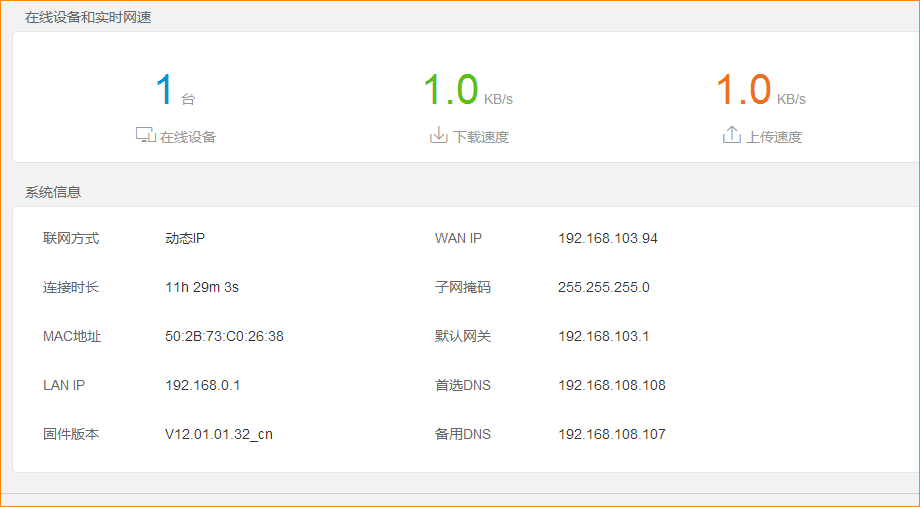 在线设备和实时网速
1 台 1.0 KB/s 1.0 KB/s
在线设备 下载速度 上传速度
系统信息
联网方式 动态IP WAN IP 192.168.103.94
连接时长 11h 29m 3s 子网掩码 255.255.255.0
MAC地址 50:2B:73:C0:26:38 默认网关 192.168.103.1
LAN IP 192.168.0.1 首选DNS 192.168.108.108
固件版本 V12.01.01.32_cn 备用DNS 192.168.108.107